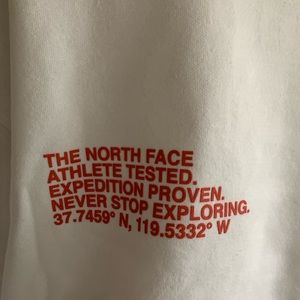 THE NORTH FACE
ATHLETE TESTED.
EXPEDITION PROVEN.
NEVER STOP EXPLORING.
37.7459° N, 119.5332° W